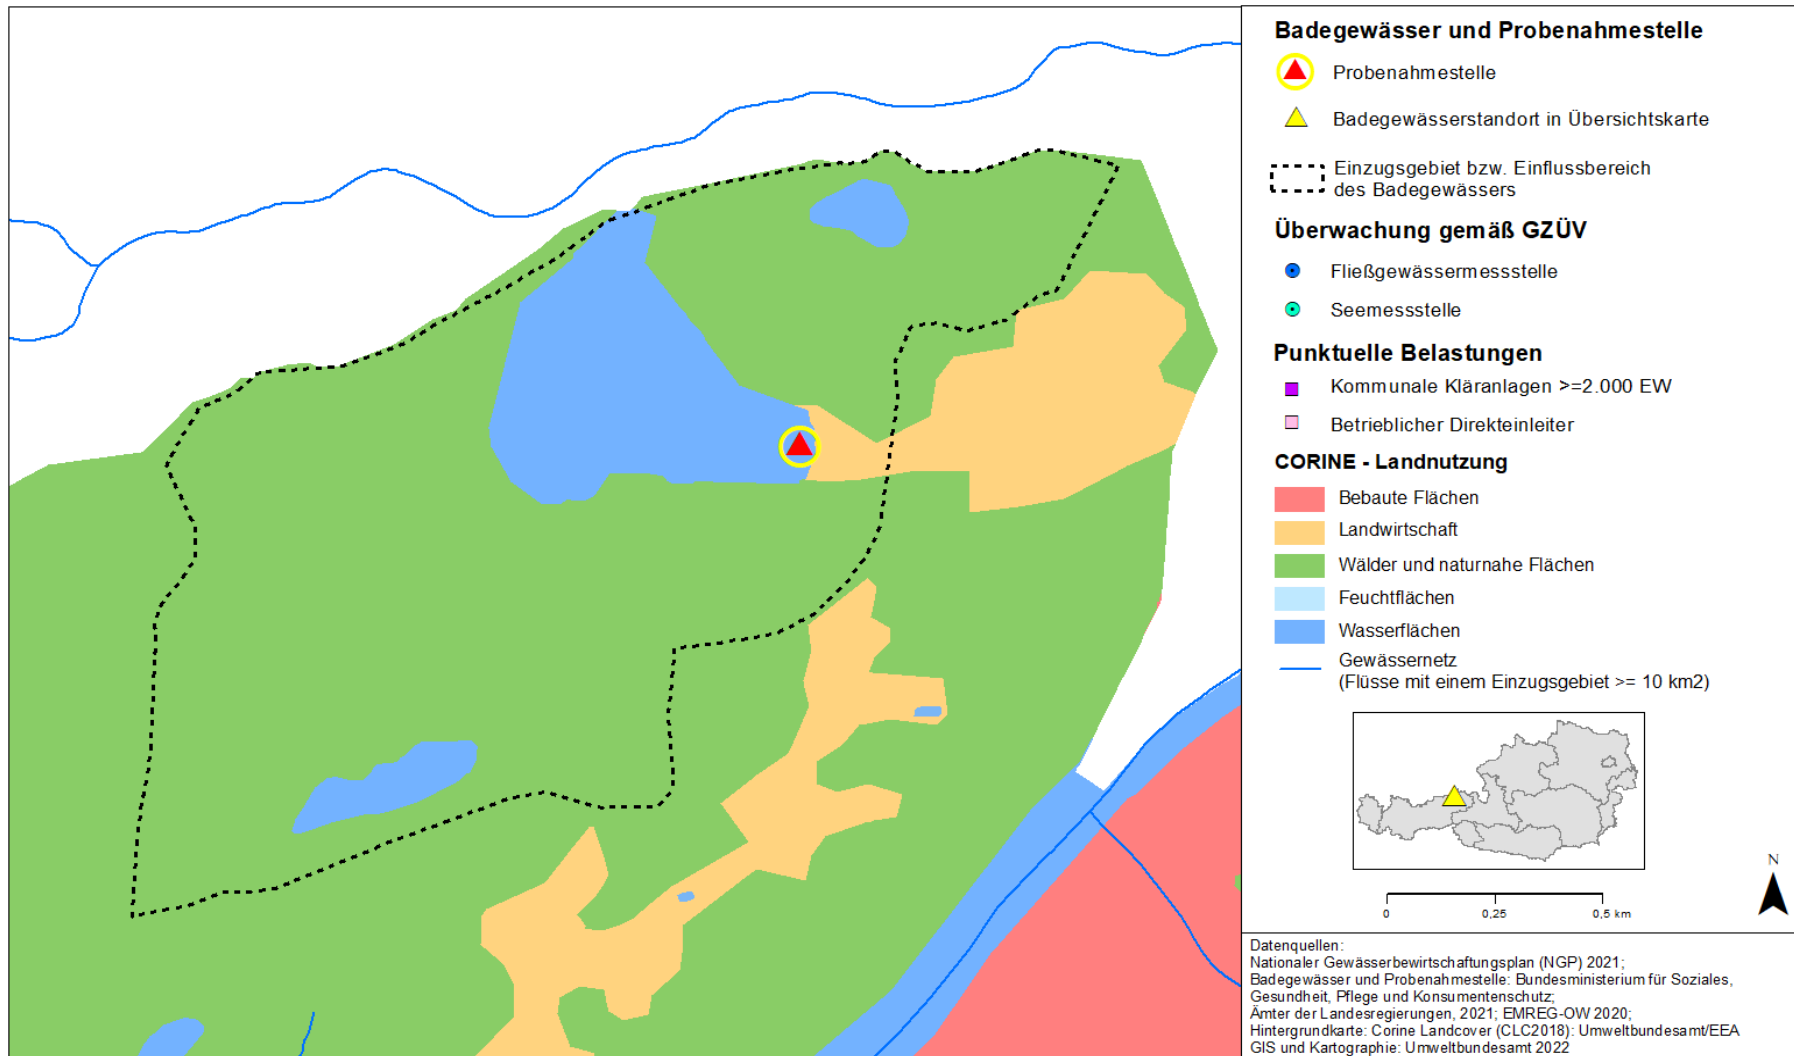 Badegewässer und Probenahmestelle
Probenahmestelle
Badegewässerstandort in Übersichtskarte
Einzugsgebiet bzw. Einflussbereich
des Badegewässers
Überwachung gemäß GZÜV
Fließgewässermessstelle
Seemessstelle
Punktuelle Belastungen
Kommunale Kläranlagen >=2.000 EW
Betrieblicher Direkteinleiter
CORINE - Landnutzung
Bebaute Flächen
Landwirtschaft
Wälder und naturnahe Flächen
Feuchtflächen
Wasserflächen
Gewässernetz
(Flüsse mit einem Einzugsgebiet >= 10 km2)
N
0 0,25 0,5 km
Datenquellen:
Nationaler Gewässerbewirtschaftungsplan (NGP) 2021;
Badegewässer und Probenahmestelle: Bundesministerium für Soziales,
Gesundheit, Pflege und Konsumentenschutz;
Ämter der Landesregierungen, 2021; EMREG-OW 2020;
Hintergrundkarte: Corine Landcover (CLC2018): Umweltbundesamt/EEA
GIS und Kartographie: Umweltbundesamt 2022